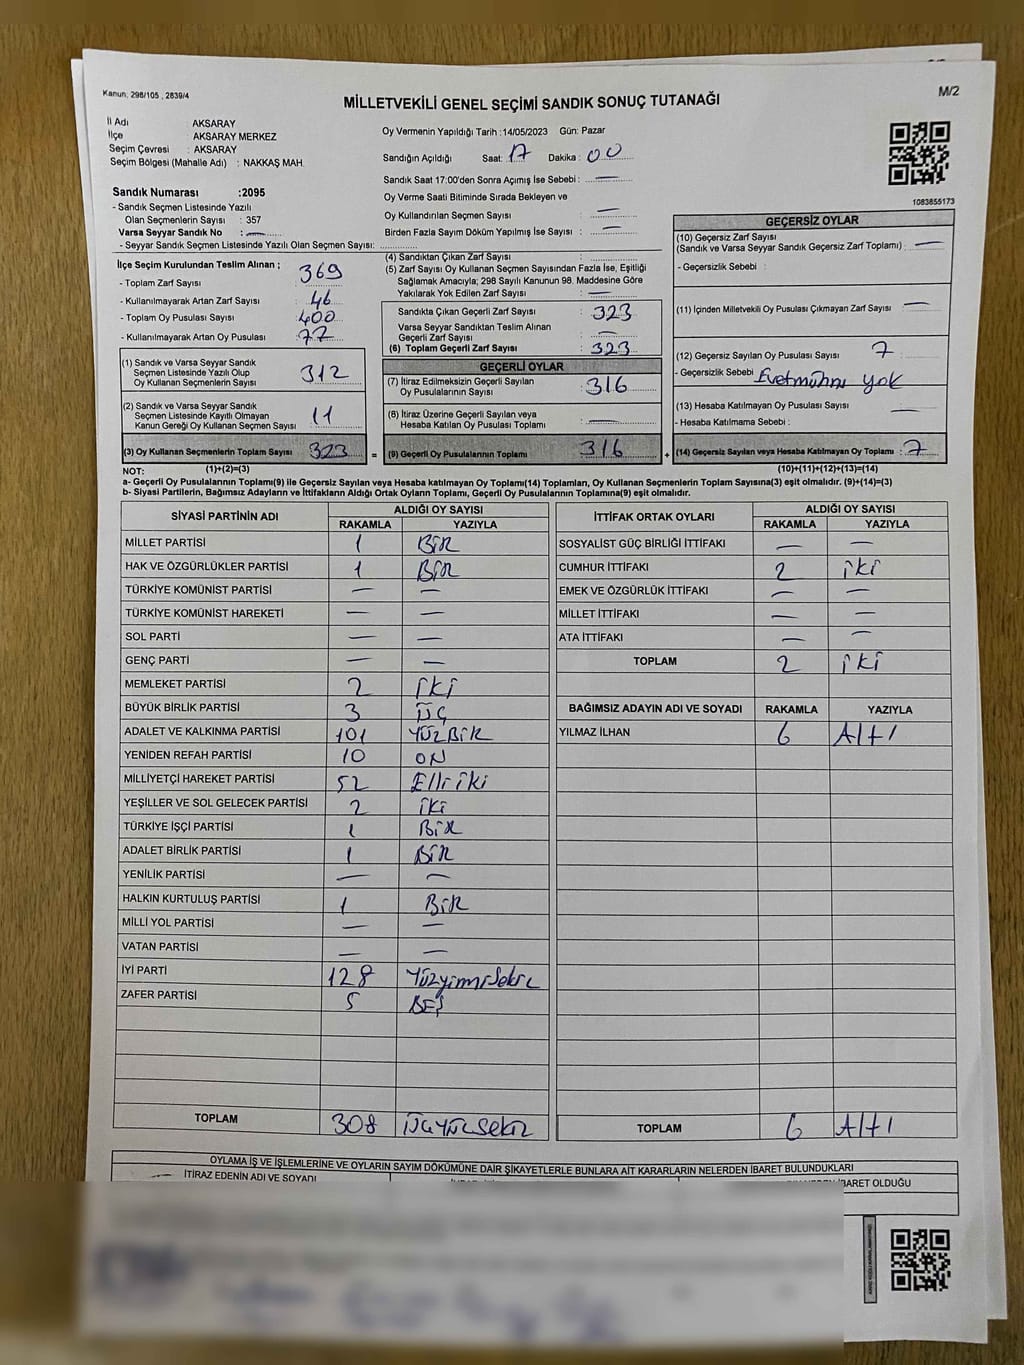 Kanun: 298/105 , 2839/4
M/2
MİLLETVEKİLİ GENEL SEÇİMİ SANDIK SONUÇ TUTANAĞI
İl Adı : AKSARAY
İlçe : AKSARAY MERKEZ
Seçim Çevresi : AKSARAY
Seçim Bölgesi (Mahalle Adı) : NAKKAŞ MAH.
Oy Vermenin Yapıldığı Tarih :14/05/2023 Gün: Pazar
Sandığın Açıldığı Saat: 17 Dakika : 00
Sandık Saat 17:00'den Sonra Açımış İse Sebebi : —
Oy Verme Saati Bitiminde Sırada Bekleyen ve
Oy Kullandırılan Seçmen Sayısı : —
Birden Fazla Sayım Döküm Yapılmış İse Sayısı : —
1083855173
Sandık Numarası :2095
- Sandık Seçmen Listesinde Yazılı
Olan Seçmenlerin Sayısı : 357
Varsa Seyyar Sandık No : —
- Seyyar Sandık Seçmen Listesinde Yazılı Olan Seçmen Sayısı:
İlçe Seçim Kurulundan Teslim Alınan ;
- Toplam Zarf Sayısı : 369
- Kullanılmayarak Artan Zarf Sayısı : 46
- Toplam Oy Pusulası Sayısı : 400
- Kullanılmayarak Artan Oy Pusulası : 77
(1) Sandık ve Varsa Seyyar Sandık
Seçmen Listesinde Yazılı Olup
Oy Kullanan Seçmenlerin Sayısı : 312
(2) Sandık ve Varsa Seyyar Sandık
Seçmen Listesinde Kayıtlı Olmayan
Kanun Gereği Oy Kullanan Seçmen Sayısı : 11
(3) Oy Kullanan Seçmenlerin Toplam Sayısı : 323
(4) Sandıktan Çıkan Zarf Sayısı :
(5) Zarf Sayısı Oy Kullanan Seçmen Sayısından Fazla İse, Eşitliği
Sağlamak Amacıyla; 298 Sayılı Kanunun 98. Maddesine Göre
Yakılarak Yok Edilen Zarf Sayısı : —
Sandıkta Çıkan Geçerli Zarf Sayısı : 323
Varsa Seyyar Sandıktan Teslim Alınan
Geçerli Zarf Sayısı : —
(6) Toplam Geçerli Zarf Sayısı : 323
GEÇERLİ OYLAR
(7) İtiraz Edilmeksizin Geçerli Sayılan
Oy Pusulalarının Sayısı : 316
(8) İtiraz Üzerine Geçerli Sayılan veya
Hesaba Katılan Oy Pusulası Toplamı : —
= (9) Geçerli Oy Pusulalarının Toplamı : 316
GEÇERSİZ OYLAR
(10) Geçersiz Zarf Sayısı
(Sandık ve Varsa Seyyar Sandık Geçersiz Zarf Toplamı) : —
- Geçersizlik Sebebi :
(11) İçinden Milletvekili Oy Pusulası Çıkmayan Zarf Sayısı : —
(12) Geçersiz Sayılan Oy Pusulası Sayısı : 7
- Geçersizlik Sebebi : Evet mührü yok
(13) Hesaba Katılmayan Oy Pusulası Sayısı : —
- Hesaba Katılmama Sebebi :
+ (14) Geçersiz Sayılan veya Hesaba Katılmayan Oy Toplamı : 7
NOT: (1)+(2)=(3) (10)+(11)+(12)+(13)=(14)
a- Geçerli Oy Pusulalarının Toplamı(9) ile Geçersiz Sayılan veya Hesaba katılmayan Oy Toplamı(14) Toplamları, Oy Kullanan Seçmenlerin Toplam Sayısına(3) eşit olmalıdır. (9)+(14)=(3)
b- Siyasi Partilerin, Bağımsız Adayların ve İttifakların Aldığı Ortak Oyların Toplamı, Geçerli Oy Pusulalarının Toplamına(9) eşit olmalıdır.
SİYASİ PARTİNİN ADI ALDIĞI OY SAYISI
RAKAMLA YAZIYLA
MİLLET PARTİSİ 1 BİR
HAK VE ÖZGÜRLÜKLER PARTİSİ 1 BİR
TÜRKİYE KOMÜNİST PARTİSİ — —
TÜRKİYE KOMÜNİST HAREKETİ — —
SOL PARTİ — —
GENÇ PARTİ — —
MEMLEKET PARTİSİ 2 İKİ
BÜYÜK BİRLİK PARTİSİ 3 ÜÇ
ADALET VE KALKINMA PARTİSİ 101 YÜZBİR
YENİDEN REFAH PARTİSİ 10 ON
MİLLİYETÇİ HAREKET PARTİSİ 52 Elli iki
YEŞİLLER VE SOL GELECEK PARTİSİ 2 iki
TÜRKİYE İŞÇİ PARTİSİ 1 BİR
ADALET BİRLİK PARTİSİ 1 BİR
YENİLİK PARTİSİ — —
HALKIN KURTULUŞ PARTİSİ 1 BİR
MİLLİ YOL PARTİSİ — —
VATAN PARTİSİ — —
İYİ PARTİ 128 Yüzyirmisekiz
ZAFER PARTİSİ 5 BEŞ
TOPLAM 308 ÜçYüzSekiz
İTTİFAK ORTAK OYLARI ALDIĞI OY SAYISI
RAKAMLA YAZIYLA
SOSYALİST GÜÇ BİRLİĞİ İTTİFAKI — —
CUMHUR İTTİFAKI 2 iki
EMEK VE ÖZGÜRLÜK İTTİFAKI — —
MİLLET İTTİFAKI — —
ATA İTTİFAKI — —
TOPLAM 2 iki
BAĞIMSIZ ADAYIN ADI VE SOYADI RAKAMLA YAZIYLA
YILMAZ İLHAN 6 Altı
TOPLAM 6 Altı
OYLAMA İŞ VE İŞLEMLERİNE VE OYLARIN SAYIM DÖKÜMÜNE DAİR ŞİKAYETLERLE BUNLARA AİT KARARLARIN NELERDEN İBARET BULUNDUKLARI
İTİRAZ EDENİN ADI VE SOYADI
İBARET OLDUĞU